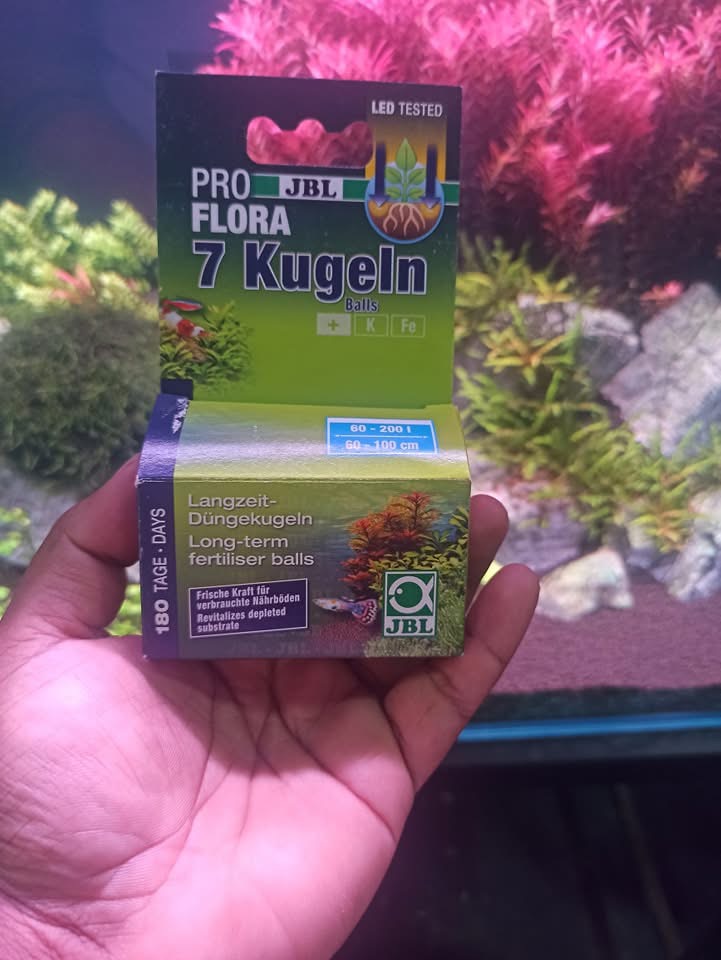 LED TESTED
PRO JBL
FLORA
7 Kugeln
Balls
+ K Fe
60 - 200 l
60 - 100 cm
180 TAGE · DAYS
Langzeit-
Düngekugeln
Long-term
fertiliser balls
Frische Kraft für
verbrauchte Nährböden
Revitalizes depleted
substrate
JBL